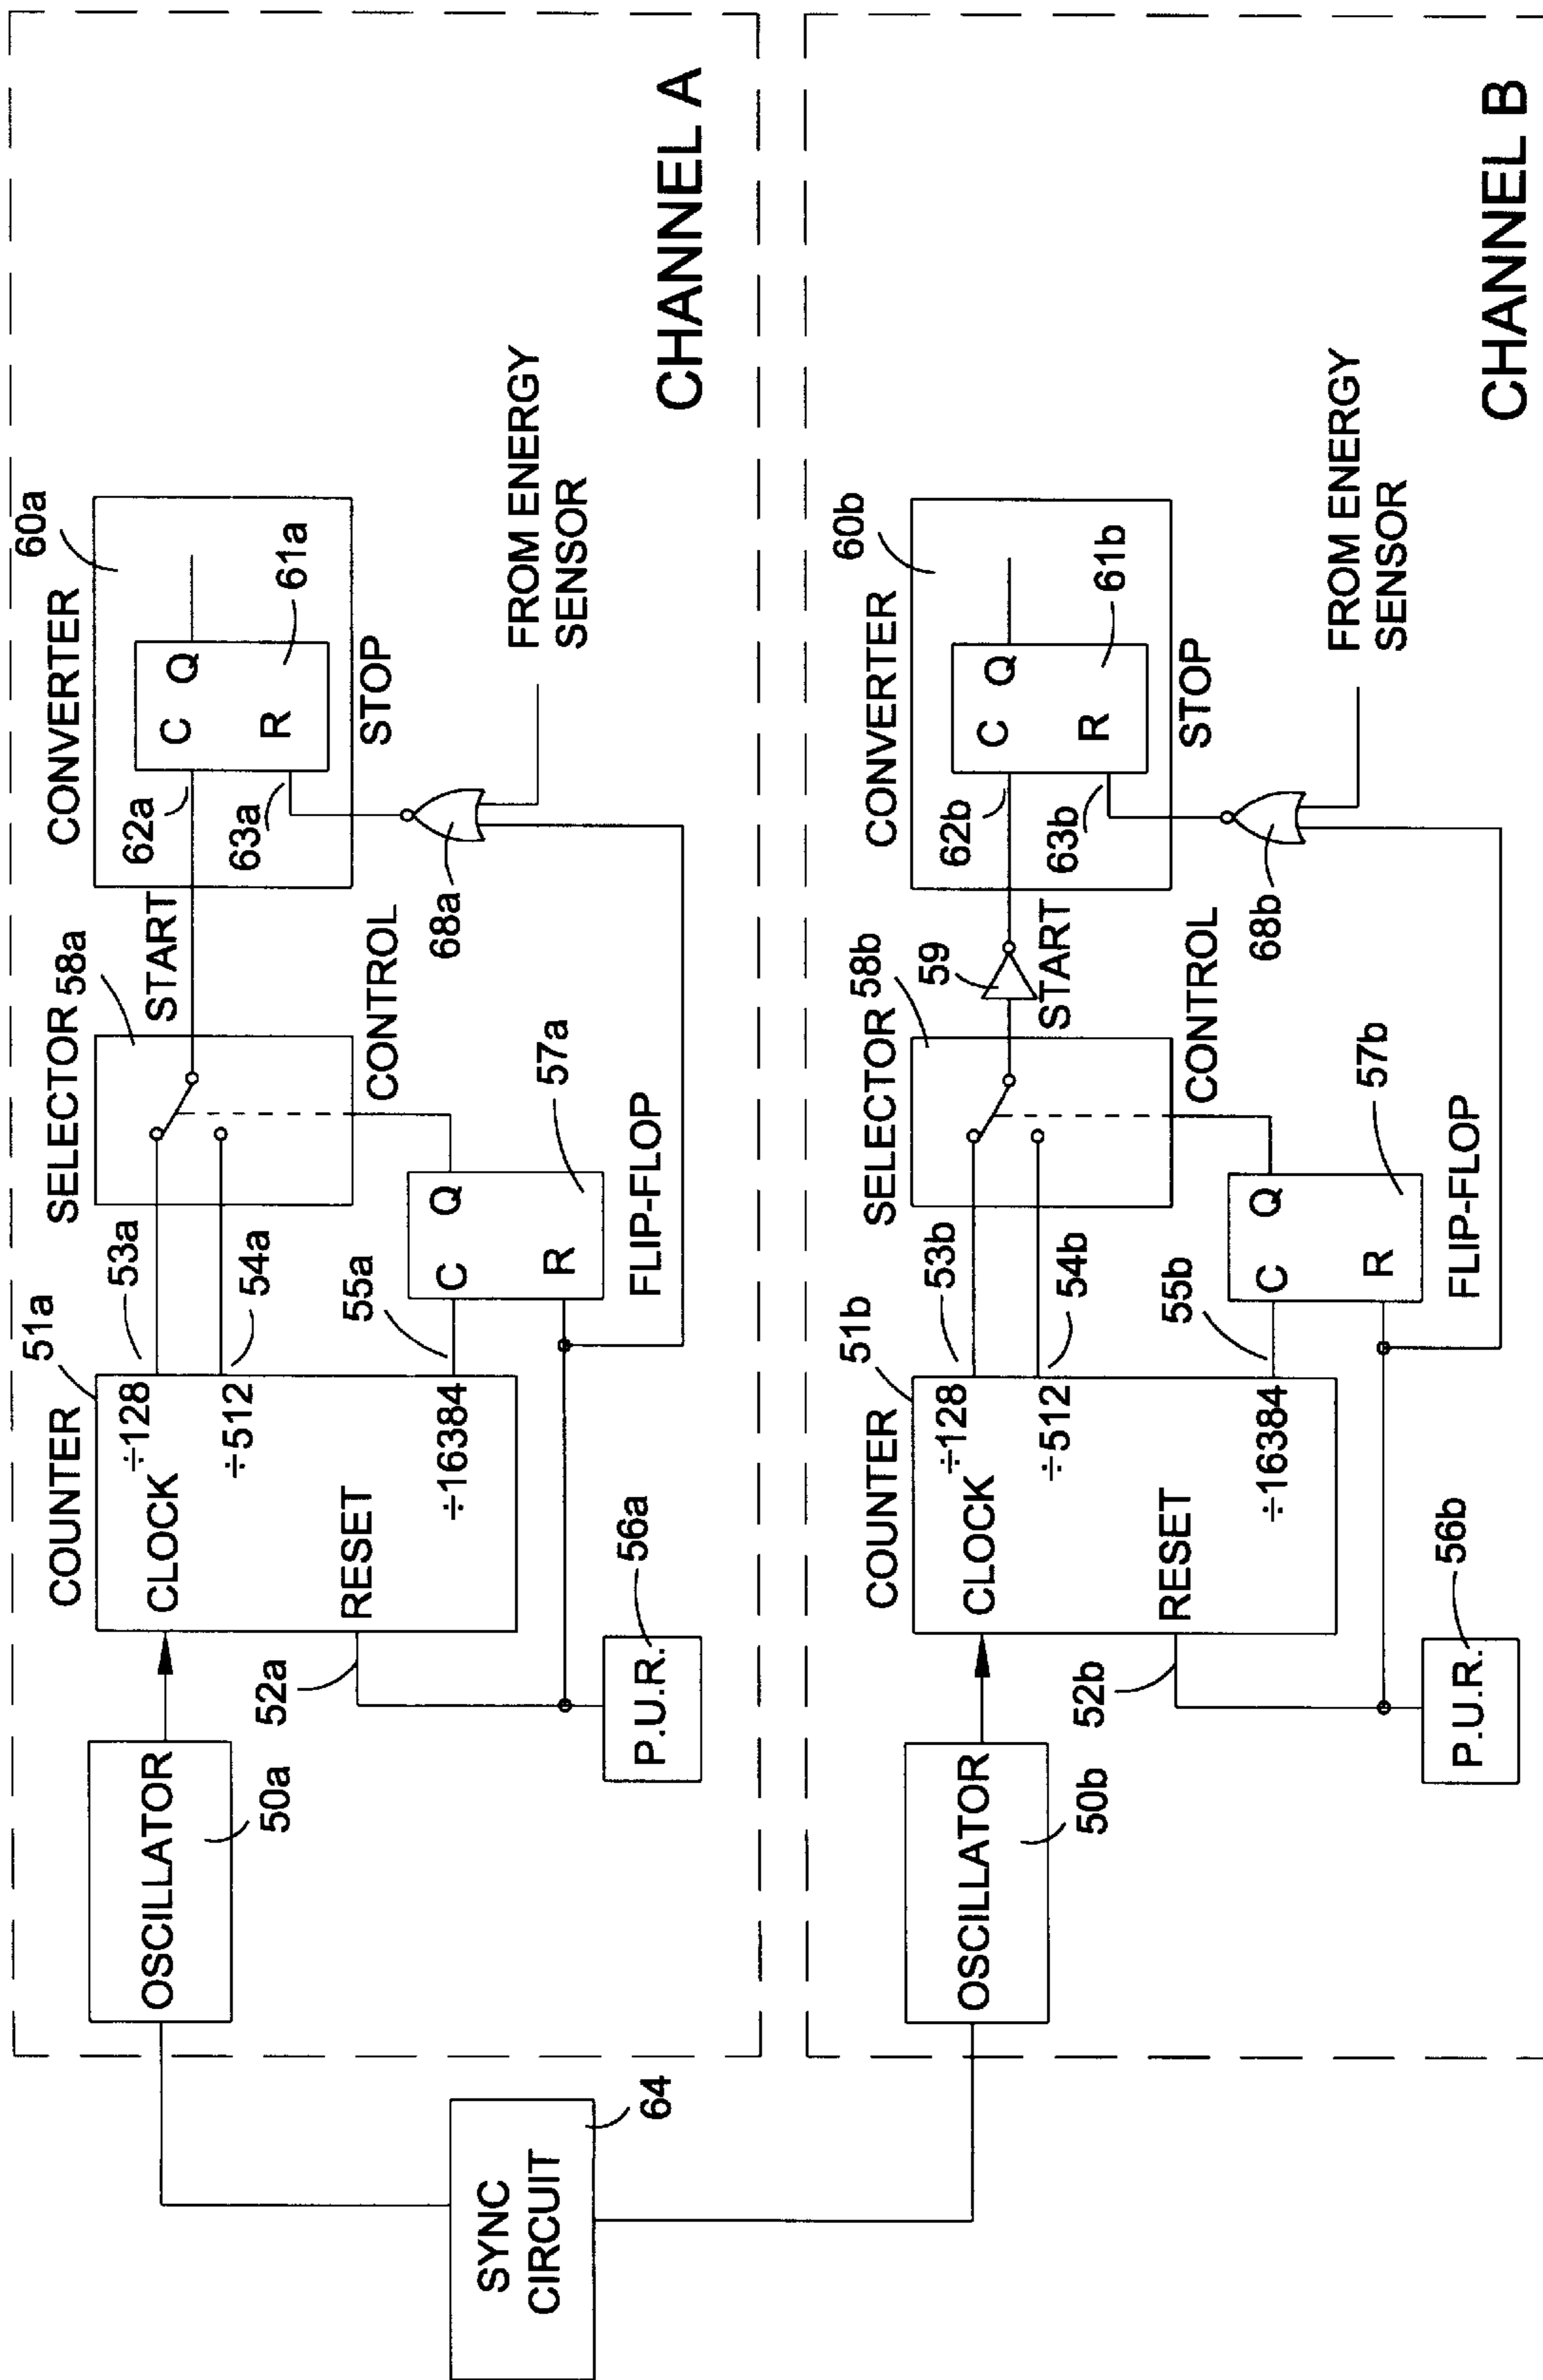 SYNC
CIRCUIT
64
OSCILLATOR
50a
COUNTER
51a
CLOCK
÷128
÷512
RESET
÷16384
52a
P.U.R.
56a
53a
54a
55a
SELECTOR
58a
START
CONTROL
C
Q
R
57a
FLIP-FLOP
CONVERTER
60a
62a
63a
C
Q
R
61a
STOP
68a
FROM ENERGY
SENSOR
CHANNEL A
OSCILLATOR
50b
COUNTER
51b
CLOCK
÷128
÷512
RESET
÷16384
52b
P.U.R.
56b
53b
54b
55b
SELECTOR
58b
59
START
CONTROL
C
Q
R
57b
FLIP-FLOP
CONVERTER
60b
62b
63b
C
Q
R
61b
STOP
68b
FROM ENERGY
SENSOR
CHANNEL B